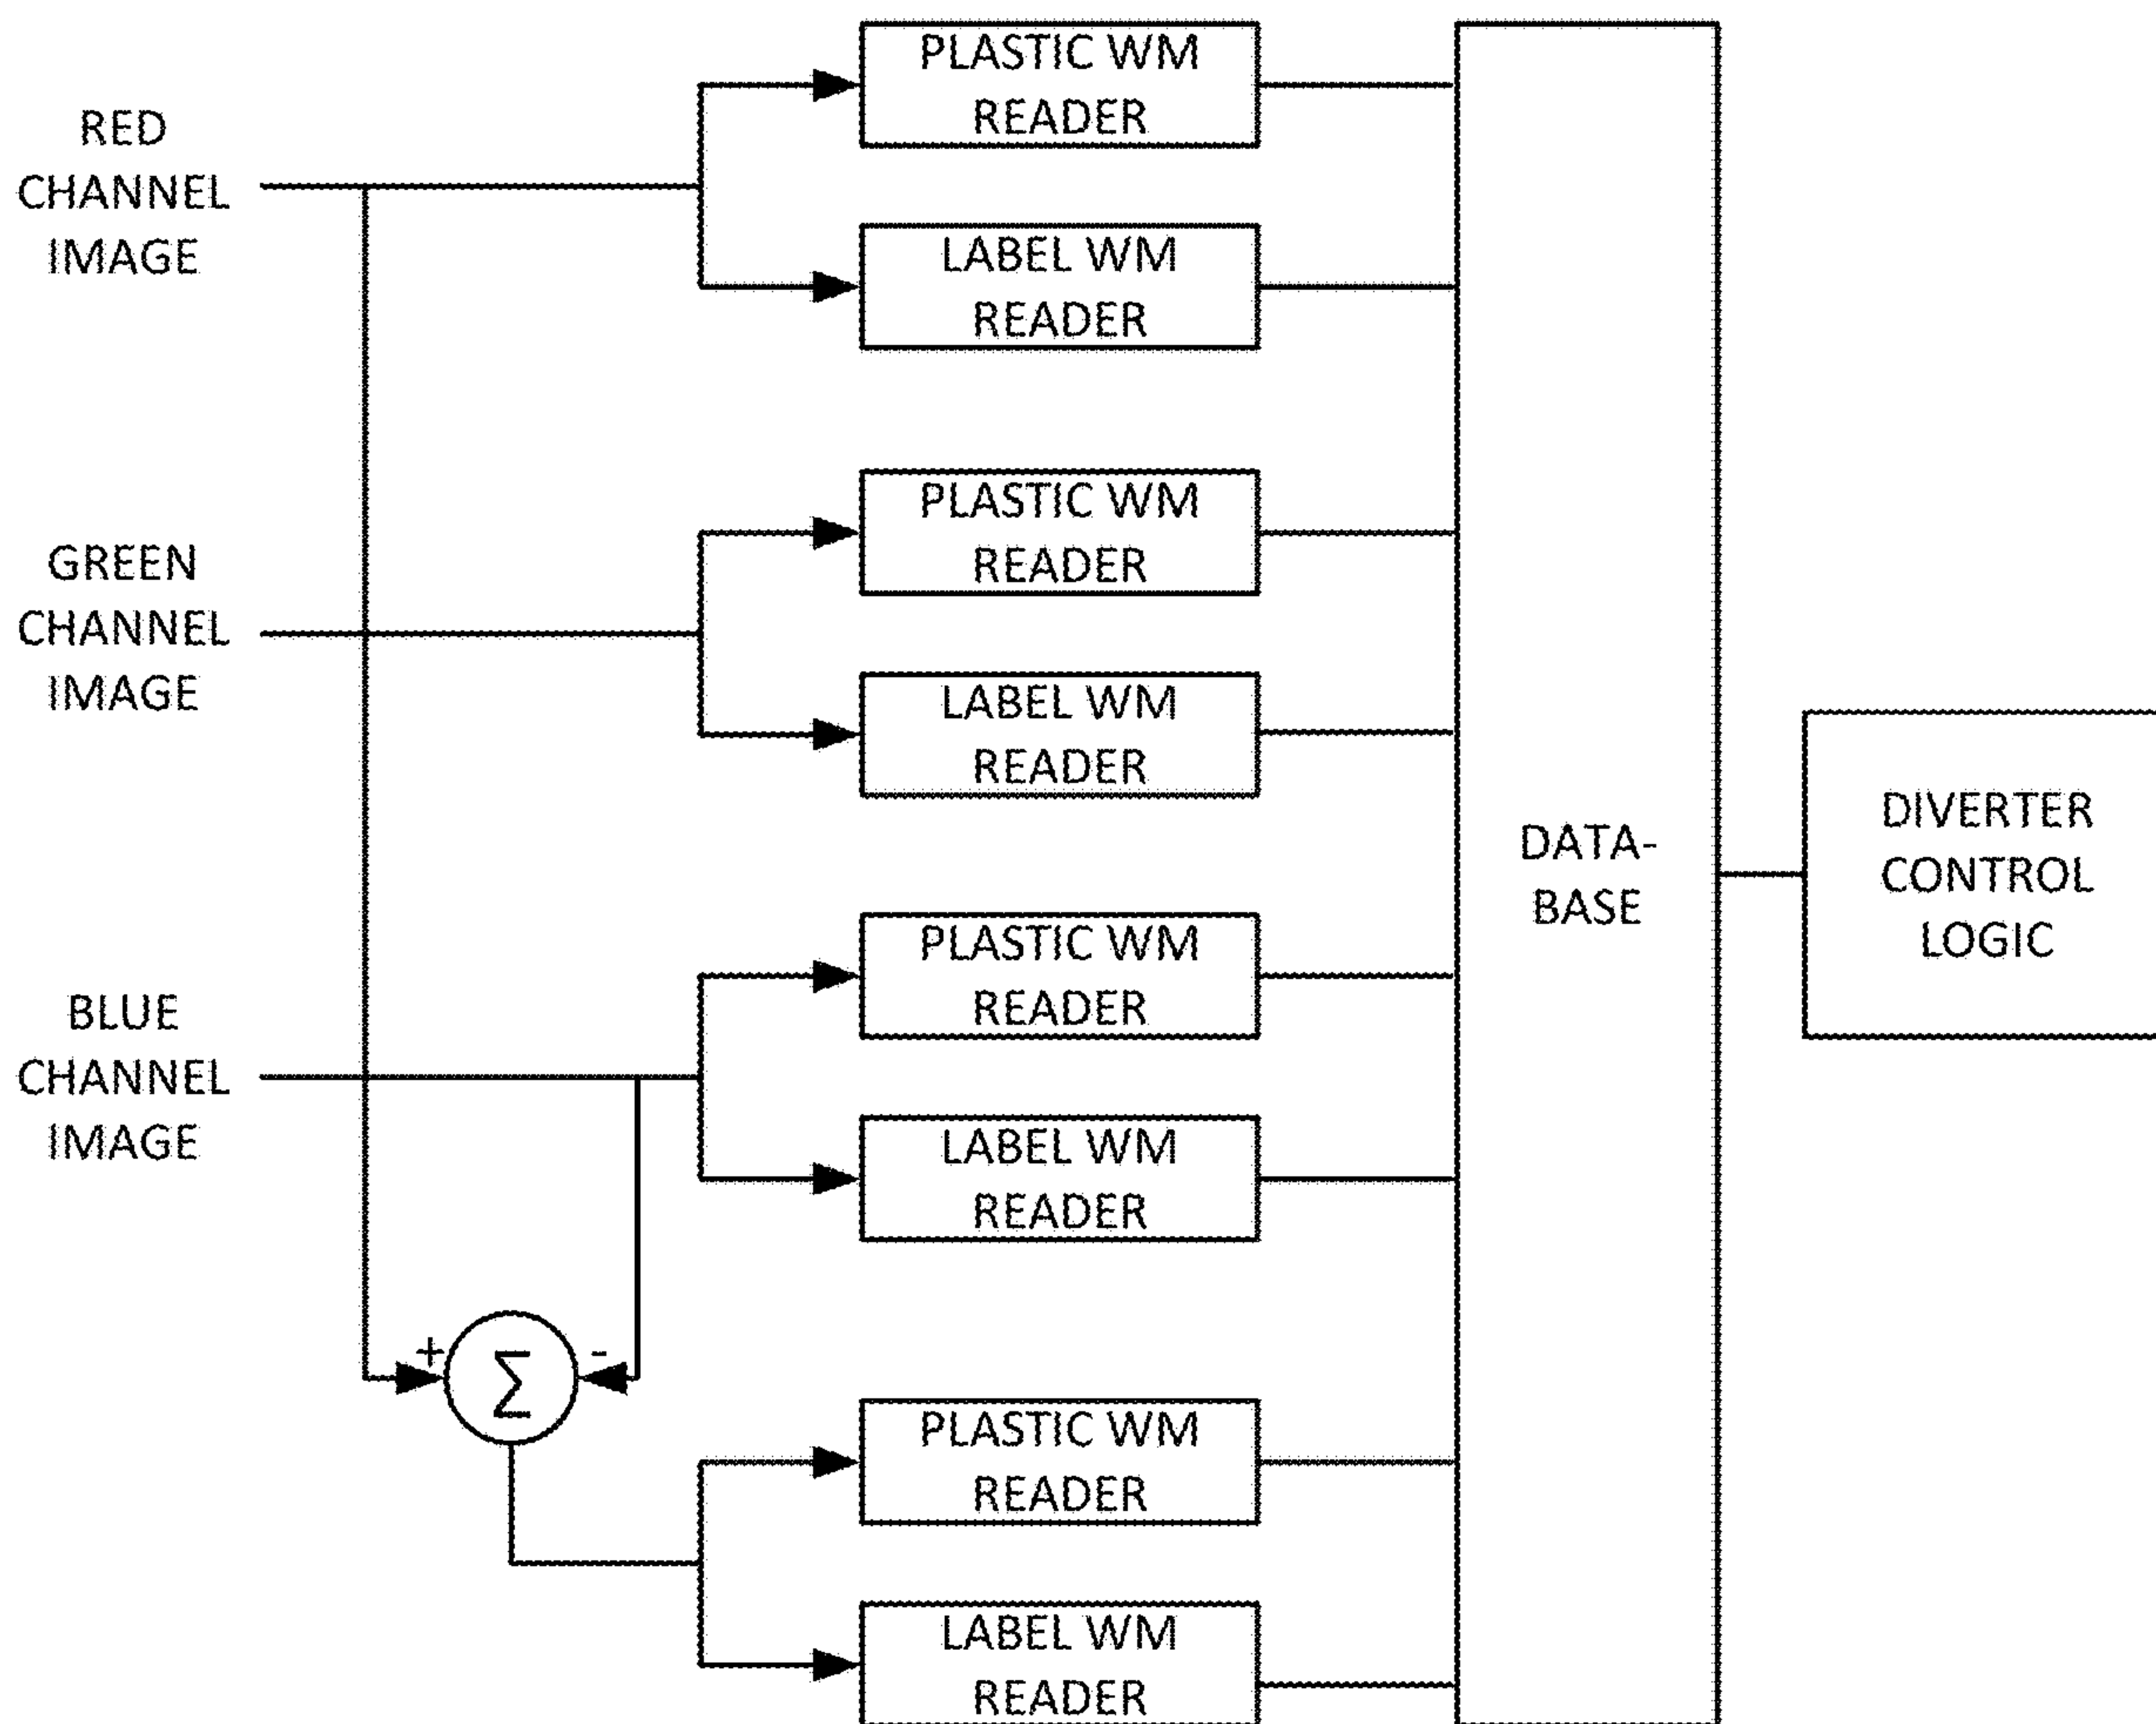 RED
CHANNEL
IMAGE
PLASTIC WM
READER
LABEL WM
READER
GREEN
CHANNEL
IMAGE
PLASTIC WM
READER
LABEL WM
READER
BLUE
CHANNEL
IMAGE
PLASTIC WM
READER
LABEL WM
READER
+
Σ
-
PLASTIC WM
READER
LABEL WM
READER
DATA-
BASE
DIVERTER
CONTROL
LOGIC